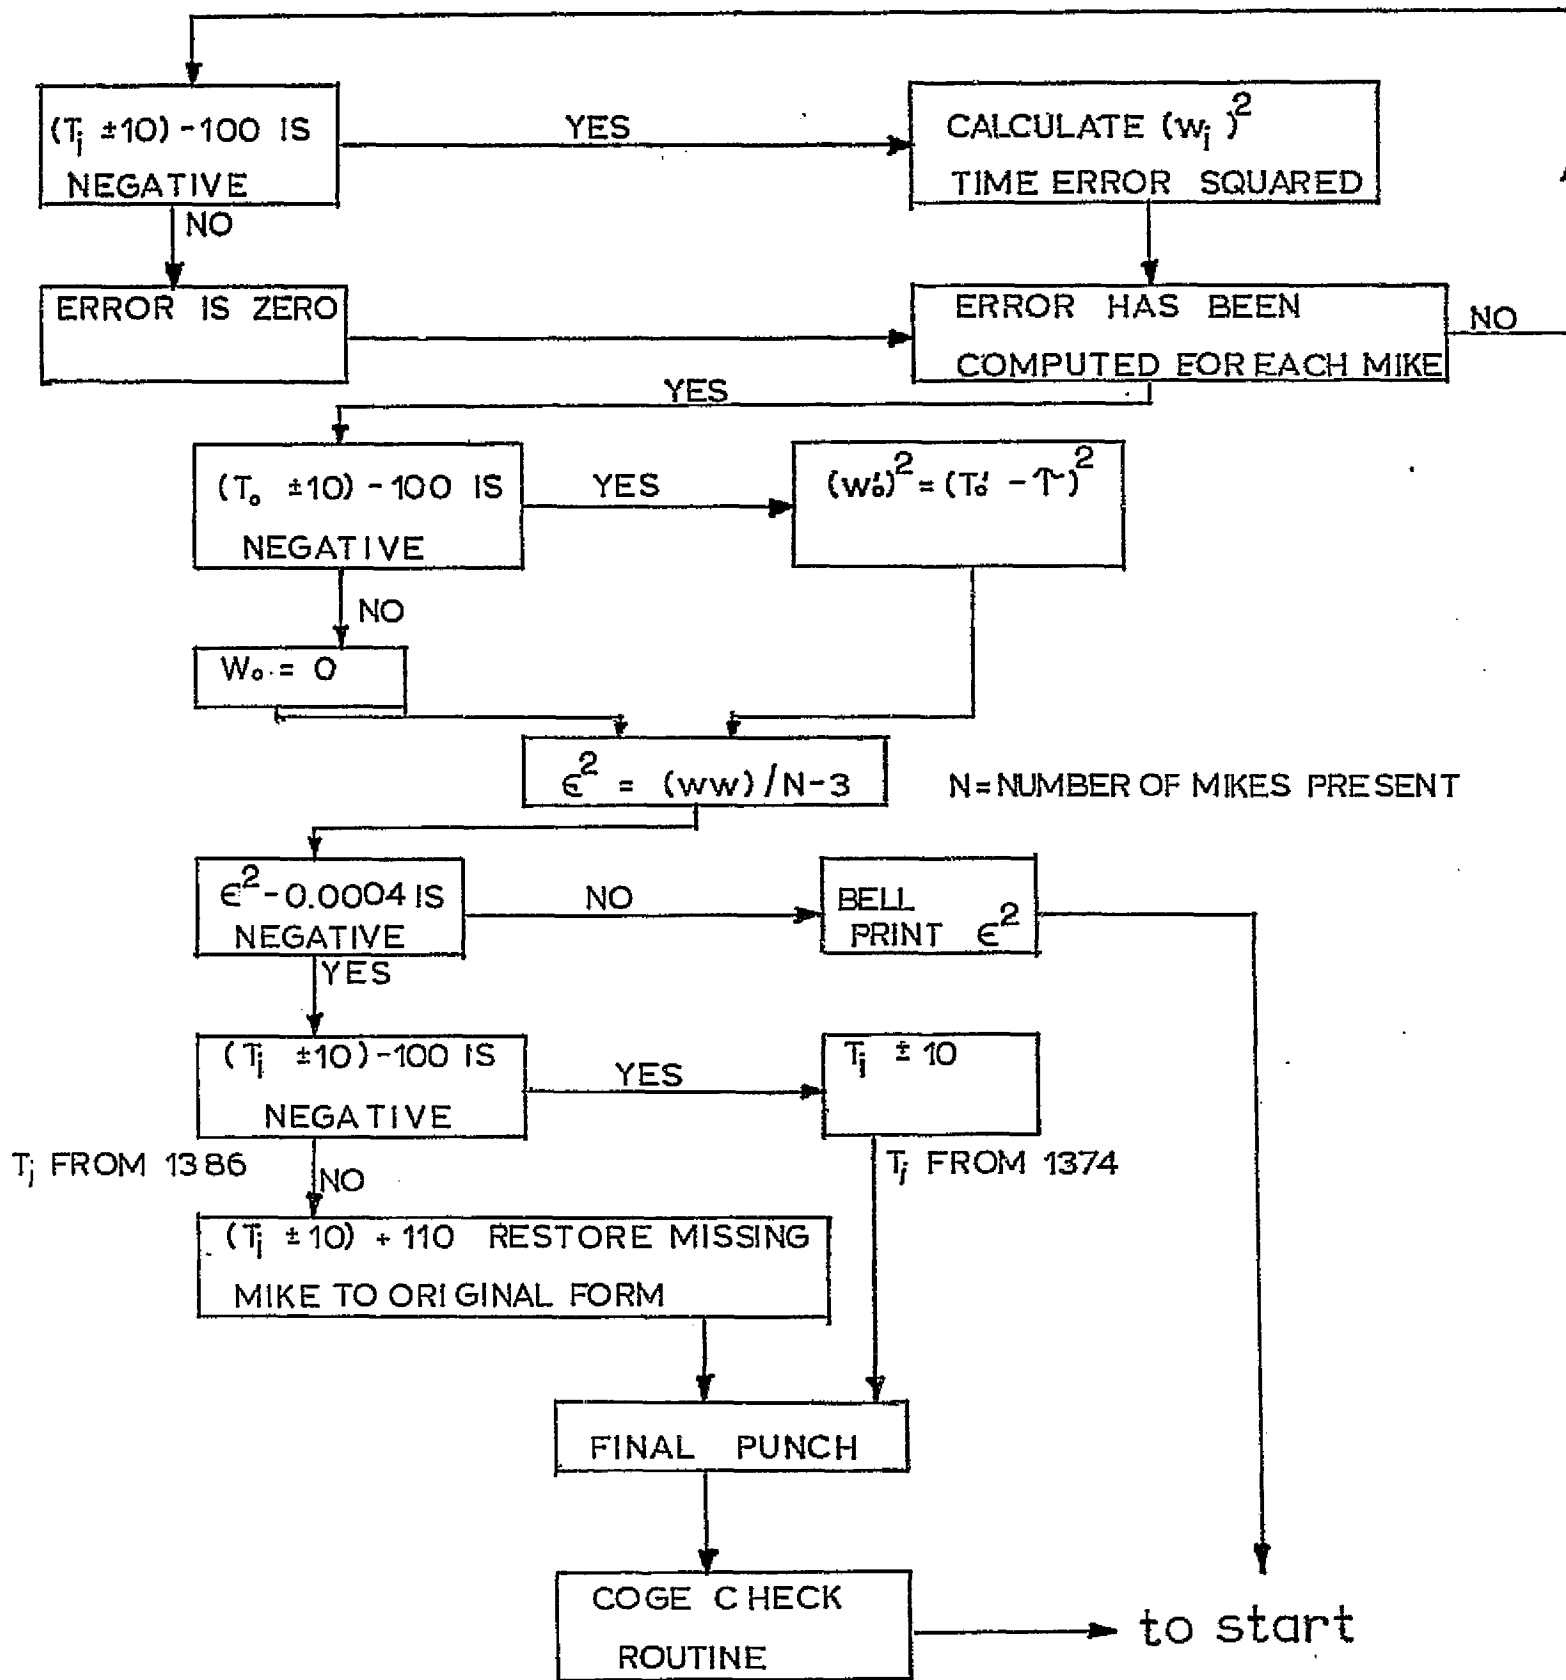 (Tj ±10) -100 IS
NEGATIVE
YES
CALCULATE (wj)²
TIME ERROR SQUARED
NO
ERROR IS ZERO
ERROR HAS BEEN
COMPUTED FOR EACH MIKE
NO
YES
(To ±10) -100 IS
NEGATIVE
YES
(w'o)² = (T'o - τ)²
NO
Wo = 0
ϵ² = (ww)/N-3
N=NUMBER OF MIKES PRESENT
ϵ²-0.0004 IS
NEGATIVE
NO
BELL
PRINT ϵ²
YES
(Tj ±10)-100 IS
NEGATIVE
YES
Tj ±10
Tj FROM 1386
NO
Tj FROM 1374
(Tj ±10) + 110 RESTORE MISSING
MIKE TO ORIGINAL FORM
FINAL PUNCH
COGE CHECK
ROUTINE
to start